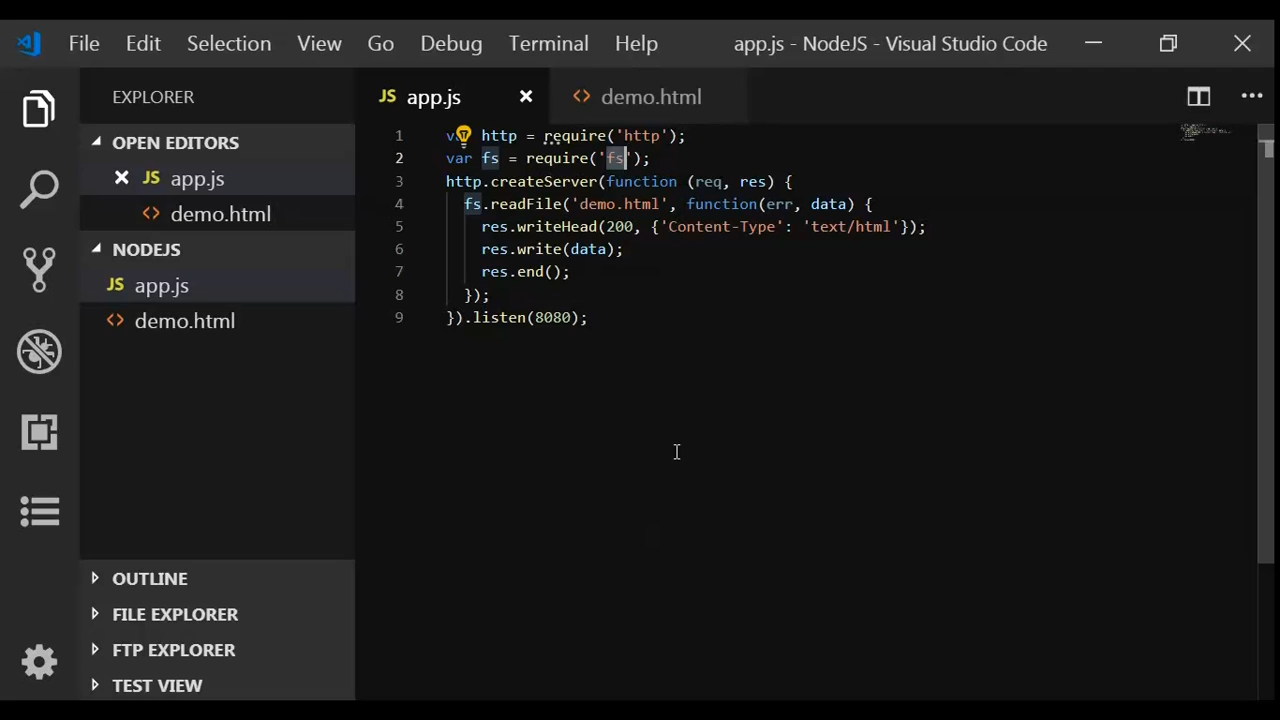 File Edit Selection View Go Debug Terminal Help app.js - NodeJS - Visual Studio Code
EXPLORER
OPEN EDITORS
JS app.js
<> demo.html
NODEJS
JS app.js
<> demo.html
OUTLINE
FILE EXPLORER
FTP EXPLORER
TEST VIEW
JS app.js <> demo.html
1 http = require('http');
2 var fs = require('fs');
3 http.createServer(function (req, res) {
4 fs.readFile('demo.html', function(err, data) {
5 res.writeHead(200, {'Content-Type': 'text/html'});
6 res.write(data);
7 res.end();
8 });
9 }).listen(8080);